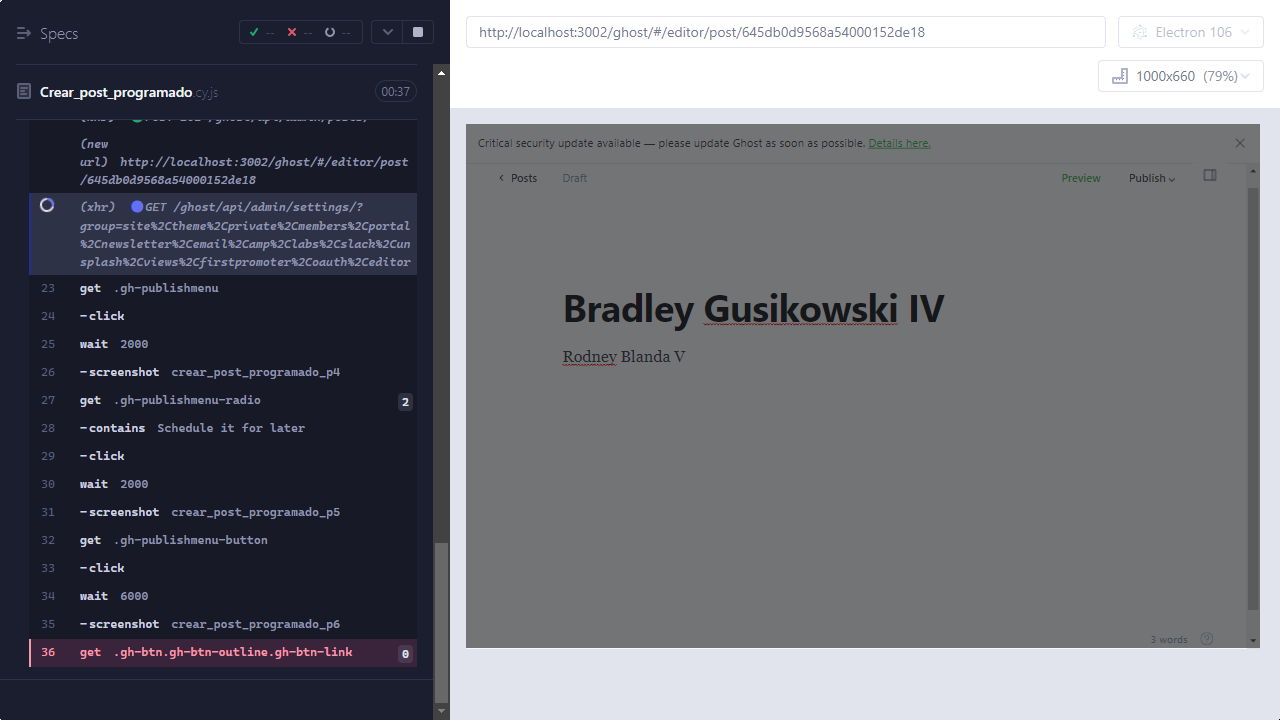 Specs
-- -- --
Crear_post_programado.cy.js 00:37
(new
url) http://localhost:3002/ghost/#/editor/post
/645db0d9568a54000152de18
(xhr) GET /ghost/api/admin/settings/?
group=site%2Ctheme%2Cprivate%2Cmembers%2Cportal
%2Cnewsletter%2Cemail%2Camp%2Clabs%2Cslack%2Cun
splash%2Cviews%2Cfirstpromoter%2Coauth%2Ceditor
23 get .gh-publishmenu
24 -click
25 wait 2000
26 -screenshot crear_post_programado_p4
27 get .gh-publishmenu-radio 2
28 -contains Schedule it for later
29 -click
30 wait 2000
31 -screenshot crear_post_programado_p5
32 get .gh-publishmenu-button
33 -click
34 wait 6000
35 -screenshot crear_post_programado_p6
36 get .gh-btn.gh-btn-outline.gh-btn-link 0
http://localhost:3002/ghost/#/editor/post/645db0d9568a54000152de18
Electron 106
1000x660 (79%)
Critical security update available — please update Ghost as soon as possible. Details here.
Posts Draft Preview Publish
Bradley Gusikowski IV
Rodney Blanda V
3 words